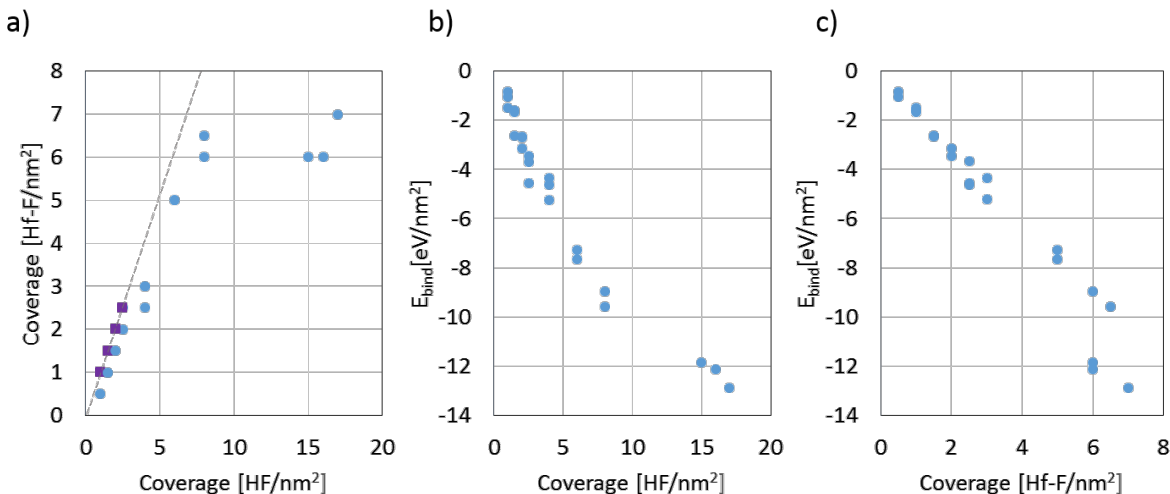 a)
b)
c)
Coverage [Hf-F/nm²]
8
7
6
5
4
3
2
1
0
0 5 10 15 20
Coverage [HF/nm²]
E_bind[eV/nm²]
0
-2
-4
-6
-8
-10
-12
-14
0 5 10 15 20
Coverage [HF/nm²]
E_bind[eV/nm²]
0
-2
-4
-6
-8
-10
-12
-14
0 2 4 6 8
Coverage [Hf-F/nm²]